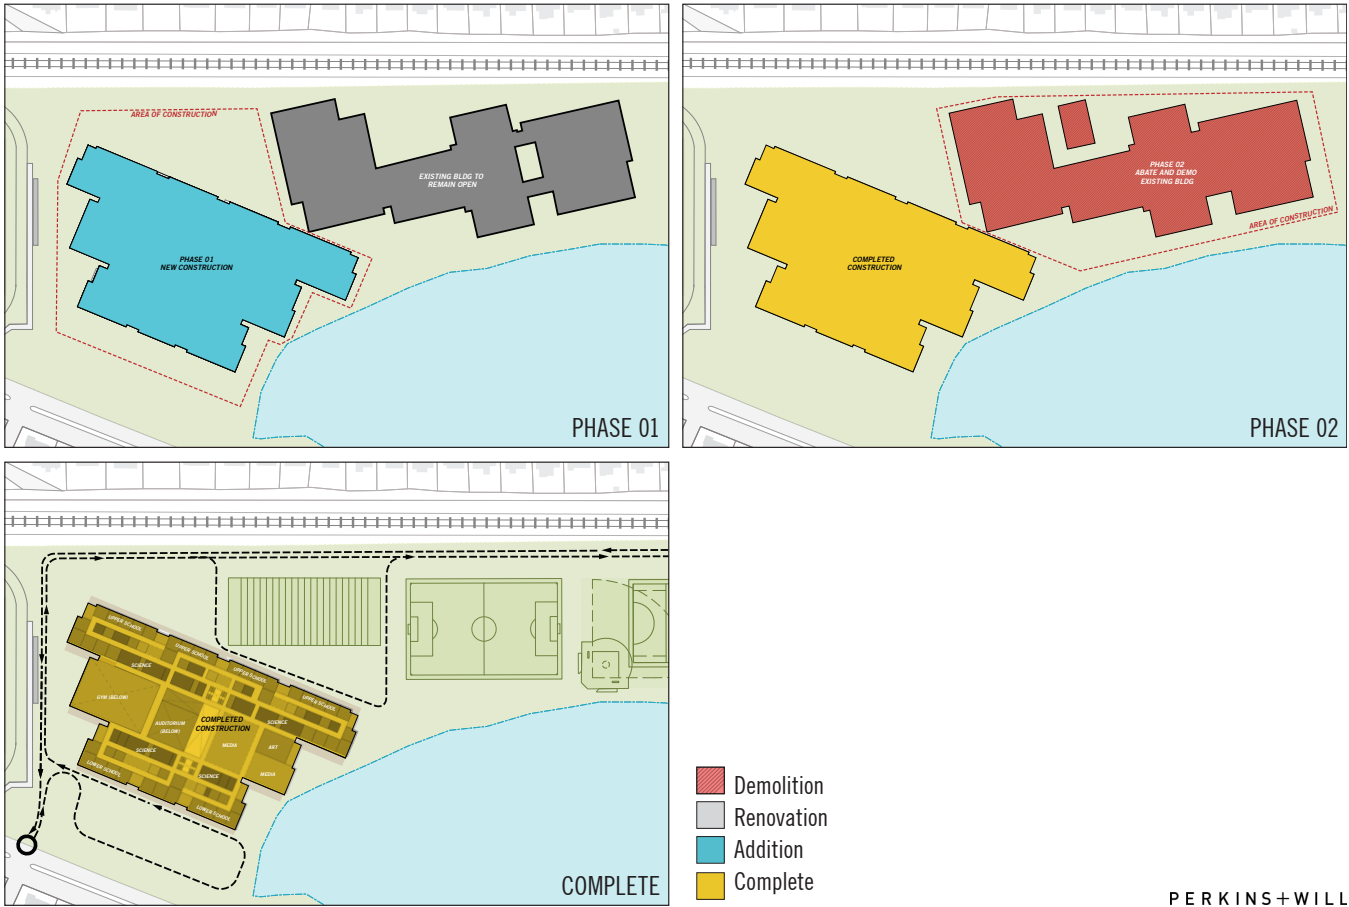 AREA OF CONSTRUCTION
EXISTING BLDG TO
REMAIN OPEN
PHASE 01
NEW CONSTRUCTION
PHASE 01
PHASE 02
ABATE AND DEMO
EXISTING BLDG
AREA OF CONSTRUCTION
COMPLETED
CONSTRUCTION
PHASE 02
UPPER SCHOOL
UPPER SCHOOL
UPPER SCHOOL
UPPER SCHOOL
SCIENCE
GYM (BELOW)
AUDITORIUM
(BELOW)
COMPLETED
CONSTRUCTION
SCIENCE
MEDIA
ART
SCIENCE
MEDIA
LOWER SCHOOL
SCIENCE
LOWER SCHOOL
COMPLETE
Demolition
Renovation
Addition
Complete
PERKINS+WILL